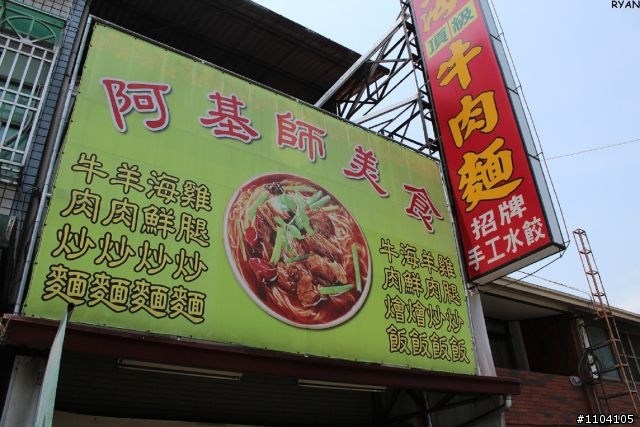 RYAN
阿基師美食
牛羊海雞
肉肉鮮腿
炒炒炒炒
麵麵麵麵
牛海羊雞
肉鮮肉腿
燴燴炒炒
飯飯飯飯
頂級
牛肉麵
招牌
手工水餃
#1104105